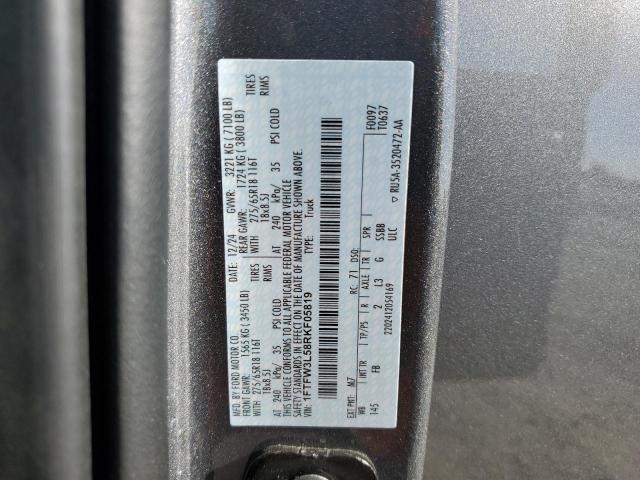 MFD. BY FORD MOTOR CO. DATE: 12/24 GVWR: 3221 KG ( 7100 LB)
FRONT GAWR: 1565 KG ( 3450 LB) REAR GAWR: 1724 KG ( 3800 LB)
WITH 275/65R18 116T TIRES WITH 275/65R18 116T TIRES
18x8.5J RIMS 18x8.5J RIMS
AT 240 kPa/ 35 PSI COLD AT 240 kPa/ 35 PSI COLD
THIS VEHICLE CONFORMS TO ALL APPLICABLE FEDERAL MOTOR VEHICLE
SAFETY STANDARDS IN EFFECT ON THE DATE OF MANUFACTURE SHOWN ABOVE.
VIN: 1FTFW3L58RKF05819 TYPE: Truck
F0097
T0637
EXT PNT: M7 RC: 71 DSO:
WB INT TR TP/PS R AXLE TR SPR
145 FB 2 L3 G SSBB
ULC
2202412054169 RU5A-3520472-AA